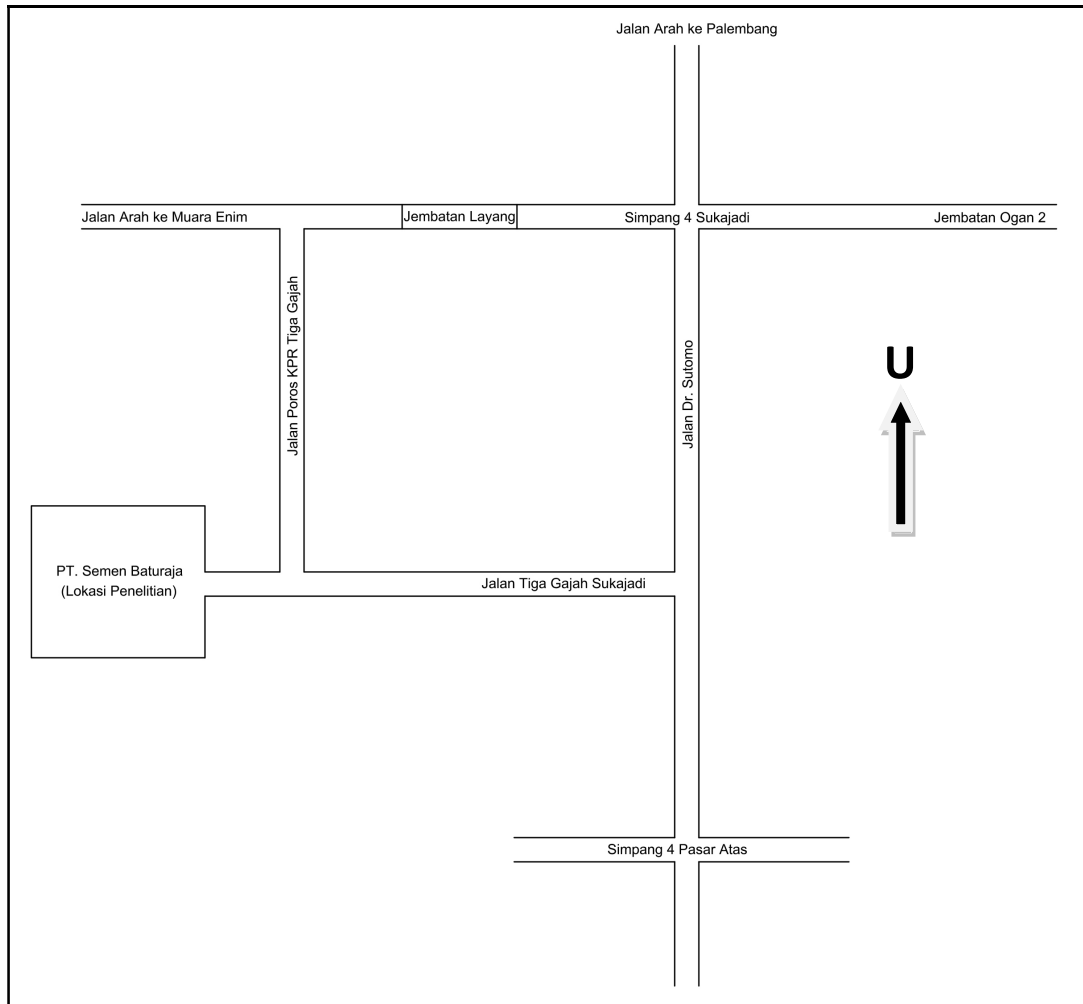 Jalan Arah ke Palembang
Jalan Arah ke Muara Enim
Jembatan Layang
Simpang 4 Sukajadi
Jembatan Ogan 2
Jalan Poros KPR Tiga Gajah
Jalan Dr. Sutomo
U
PT. Semen Baturaja
(Lokasi Penelitian)
Jalan Tiga Gajah Sukajadi
Simpang 4 Pasar Atas